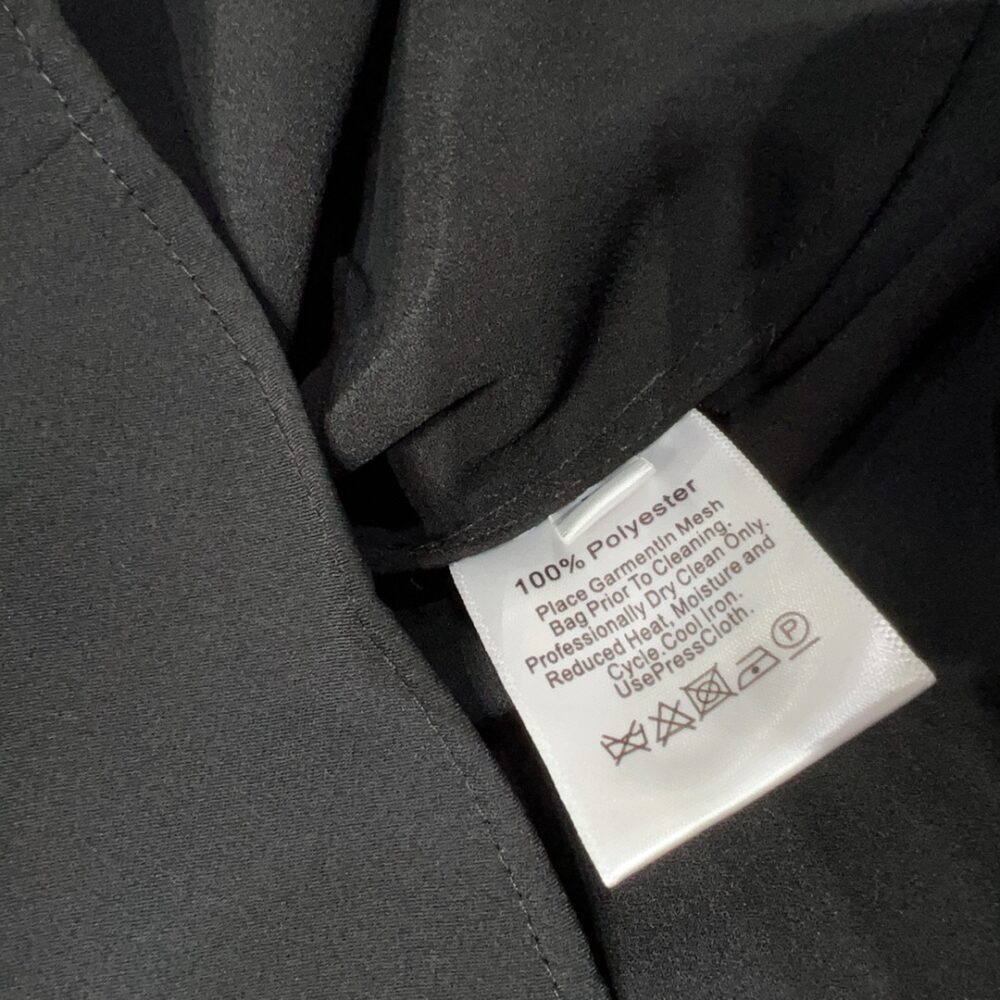 100% Polyester
Place GarmentIn Mesh
Bag Prior To Cleaning.
Professionally Dry Clean Only.
Reduced Heat, Moisture and
Cycle.Cool Iron.
UsePressCloth.
P